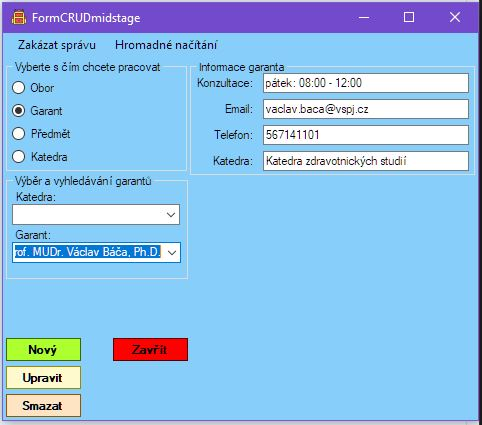 FormCRUDmidstage
Zakázat správu Hromadné načítání
Vyberte s čím chcete pracovat
Obor
Garant
Předmět
Katedra
Infomace garanta
Konzultace: pátek: 08:00 - 12:00
Email: vaclav.baca@vspj.cz
Telefon: 567141101
Katedra: Katedra zdravotnických studií
Výběr a vyhledávání garantů
Katedra:
Garant:
rof. MUDr. Václav Báča, Ph.D.
Nový Zavřít
Upravit
Smazat